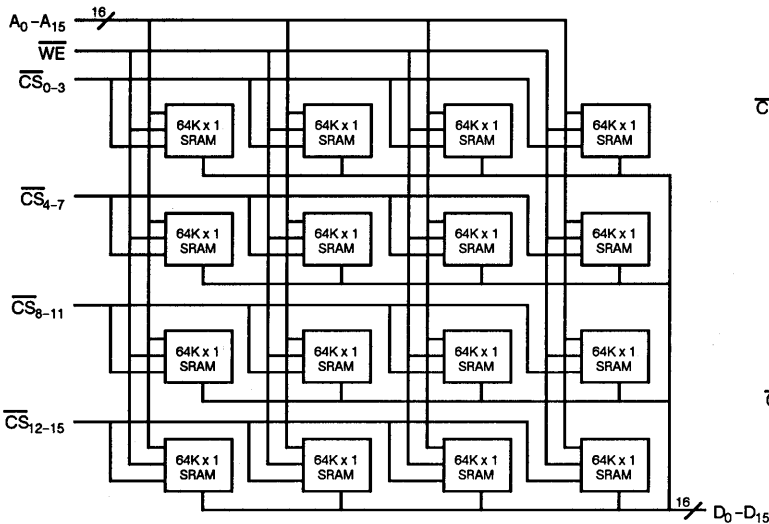 16
A0–A15
WE
CS0–3
64K x 1
SRAM
64K x 1
SRAM
64K x 1
SRAM
64K x 1
SRAM
C
CS4–7
64K x 1
SRAM
64K x 1
SRAM
64K x 1
SRAM
64K x 1
SRAM
CS8–11
64K x 1
SRAM
64K x 1
SRAM
64K x 1
SRAM
64K x 1
SRAM
CS12–15
64K x 1
SRAM
64K x 1
SRAM
64K x 1
SRAM
64K x 1
SRAM
16
D0–D15